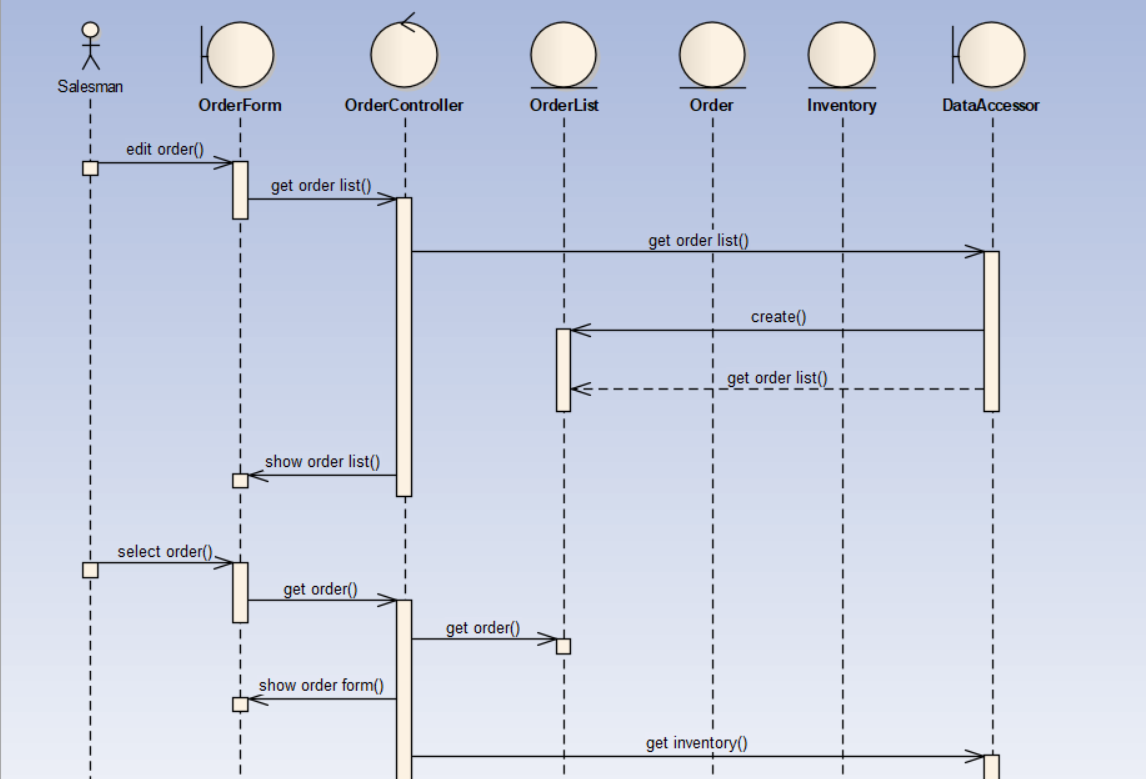 Salesman
OrderForm
OrderController
OrderList
Order
Inventory
DataAccessor
edit order()
get order list()
get order list()
create()
get order list()
show order list()
select order()
get order()
get order()
show order form()
get inventory()